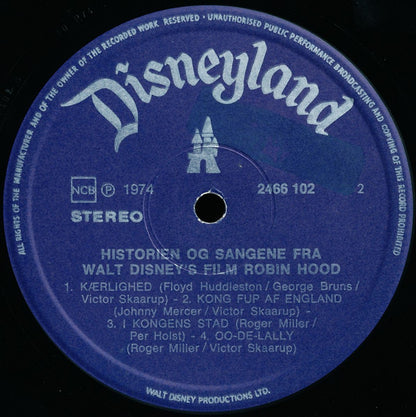 ALL RIGHTS OF THE MANUFACTURER AND OF THE OWNER OF THE RECORDED WORK RESERVED · UNAUTHORISED PUBLIC PERFORMANCE BROADCASTING AND COPYING OF THIS RECORD PROHIBITED
Disneyland
NCB Ⓟ 1974
2466 102 2
STEREO
HISTORIEN OG SANGENE FRA
WALT DISNEY'S FILM ROBIN HOOD
1. KÆRLIGHED (Floyd Huddleston / George Bruns /
Victor Skaarup) - 2. KONG FUP AF ENGLAND
(Johnny Mercer / Victor Skaarup) -
3. I KONGENS STAD (Roger Miller /
Per Holst) - 4. OO-DE-LALLY
(Roger Miller / Victor Skaarup)
WALT DISNEY PRODUCTIONS LTD.